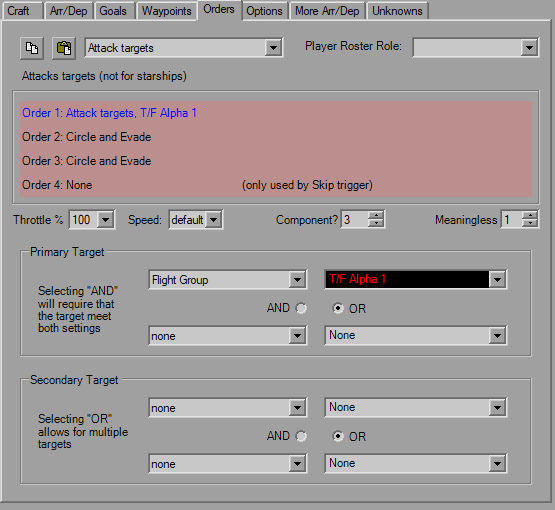 Craft Arr/Dep Goals Waypoints Orders Options More Arr/Dep Unknowns
Attack targets Player Roster Role:
Attacks targets (not for starships)
Order 1: Attack targets, T/F Alpha 1
Order 2: Circle and Evade
Order 3: Circle and Evade
Order 4: None (only used by Skip trigger)
Throttle % 100 Speed: default Component? 3 Meaningless 1
Primary Target
Flight Group T/F Alpha 1
Selecting "AND"
will require that
the target meet
both settings
AND OR
none None
Secondary Target
none None
Selecting "OR"
allows for multiple
targets
AND OR
none None